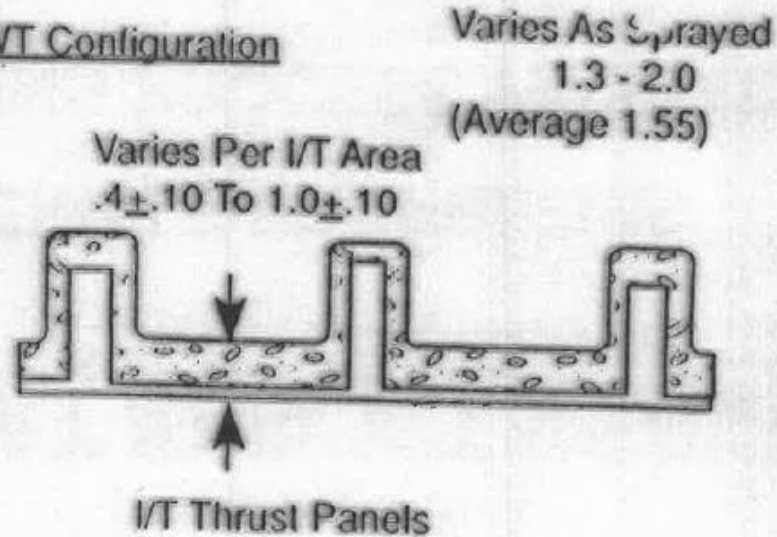 I/T Configuration
Varies As Sprayed
1.3 - 2.0
(Average 1.55)
Varies Per I/T Area
.4±.10 To 1.0±.10
I/T Thrust Panels